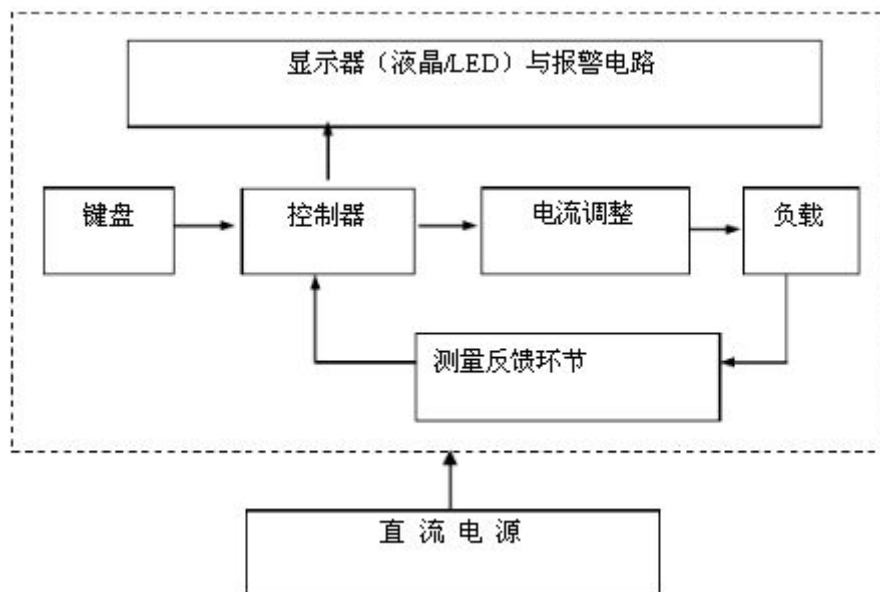 显示器（液晶/LED）与报警电路
键盘
控制器
电流调整
负载
测量反馈环节
直 流 电 源